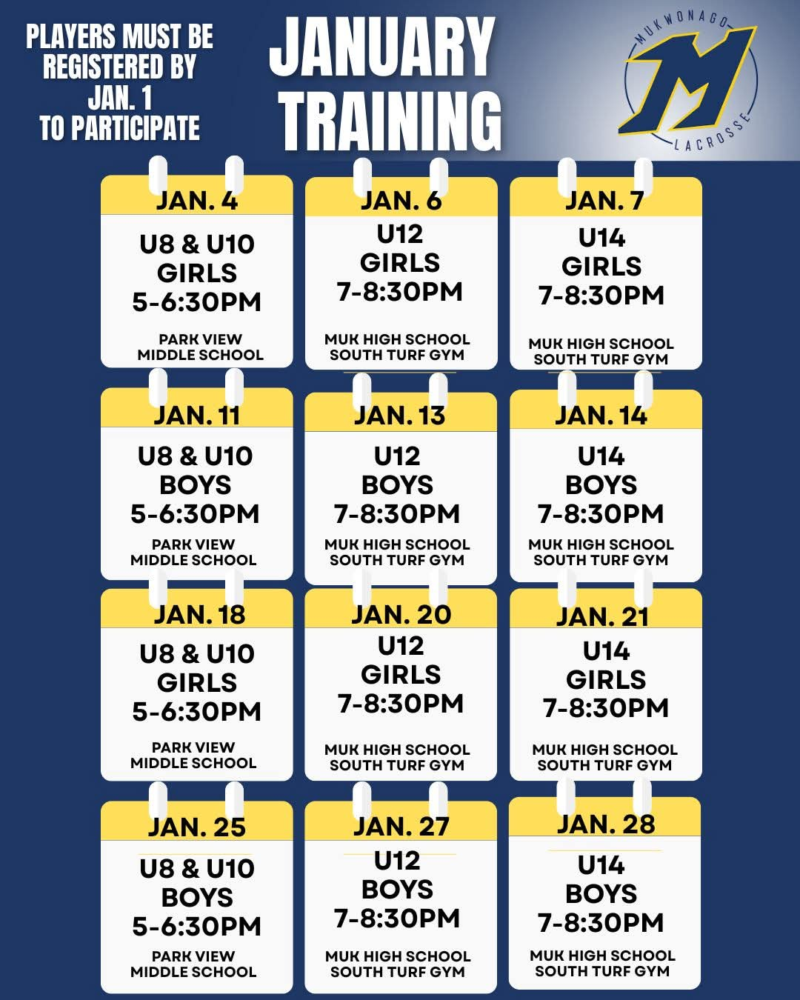 PLAYERS MUST BE
REGISTERED BY
JAN. 1
TO PARTICIPATE
JANUARY
TRAINING
MUKWONAGO
M
LACROSSE
JAN. 4
U8 & U10
GIRLS
5-6:30PM
PARK VIEW
MIDDLE SCHOOL
JAN. 6
U12
GIRLS
7-8:30PM
MUK HIGH SCHOOL
SOUTH TURF GYM
JAN. 7
U14
GIRLS
7-8:30PM
MUK HIGH SCHOOL
SOUTH TURF GYM
JAN. 11
U8 & U10
BOYS
5-6:30PM
PARK VIEW
MIDDLE SCHOOL
JAN. 13
U12
BOYS
7-8:30PM
MUK HIGH SCHOOL
SOUTH TURF GYM
JAN. 14
U14
BOYS
7-8:30PM
MUK HIGH SCHOOL
SOUTH TURF GYM
JAN. 18
U8 & U10
GIRLS
5-6:30PM
PARK VIEW
MIDDLE SCHOOL
JAN. 20
U12
GIRLS
7-8:30PM
MUK HIGH SCHOOL
SOUTH TURF GYM
JAN. 21
U14
GIRLS
7-8:30PM
MUK HIGH SCHOOL
SOUTH TURF GYM
JAN. 25
U8 & U10
BOYS
5-6:30PM
PARK VIEW
MIDDLE SCHOOL
JAN. 27
U12
BOYS
7-8:30PM
MUK HIGH SCHOOL
SOUTH TURF GYM
JAN. 28
U14
BOYS
7-8:30PM
MUK HIGH SCHOOL
SOUTH TURF GYM